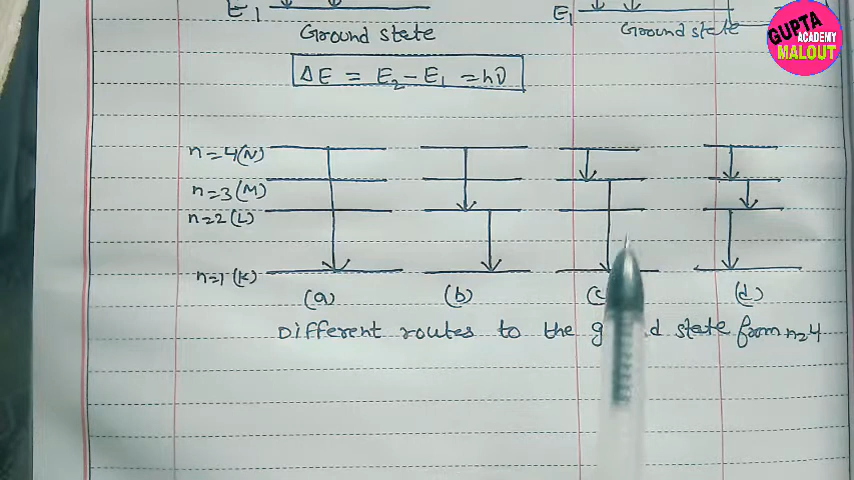 E1
E1
Ground state
Ground state
GUPTA
ACADEMY
MALOUT
ΔE = E2 - E1 = hν
n=4(N)
n=3(M)
n=2(L)
n=1(K)
(a) (b) (c (d)
Different routes to the g d state from n=4